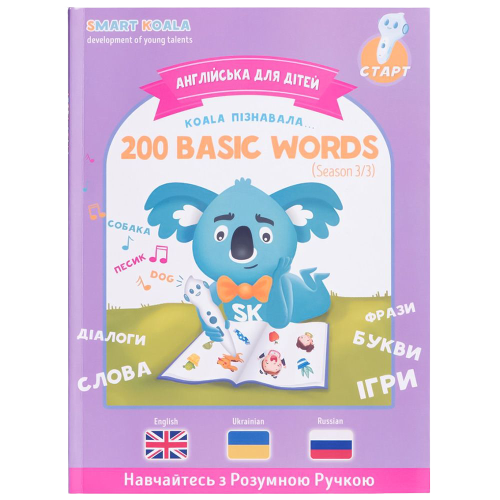 SMART KOALA
development of young talents
СТАРТ
АНГЛІЙСЬКА ДЛЯ ДІТЕЙ
KOALA ПІЗНАВАЛА...
200 BASIC WORDS
(Season 3/3)
СОБАКА
ПЕСИК
DOG
SK
ДІАЛОГИ
СЛОВА
ФРАЗИ
БУКВИ
ІГРИ
English
Ukrainian
Russian
Навчайтесь з Розумною Ручкою